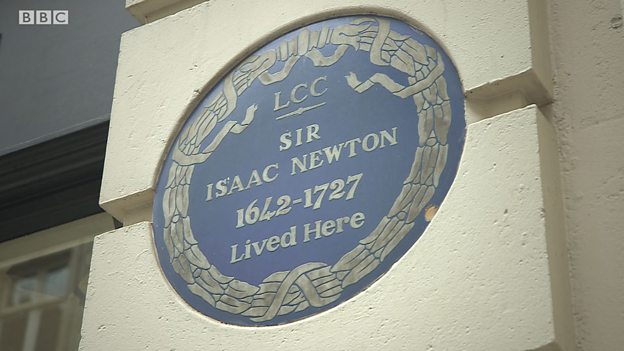 BBC
LCC
SIR
ISAAC NEWTON
1642-1727
Lived Here